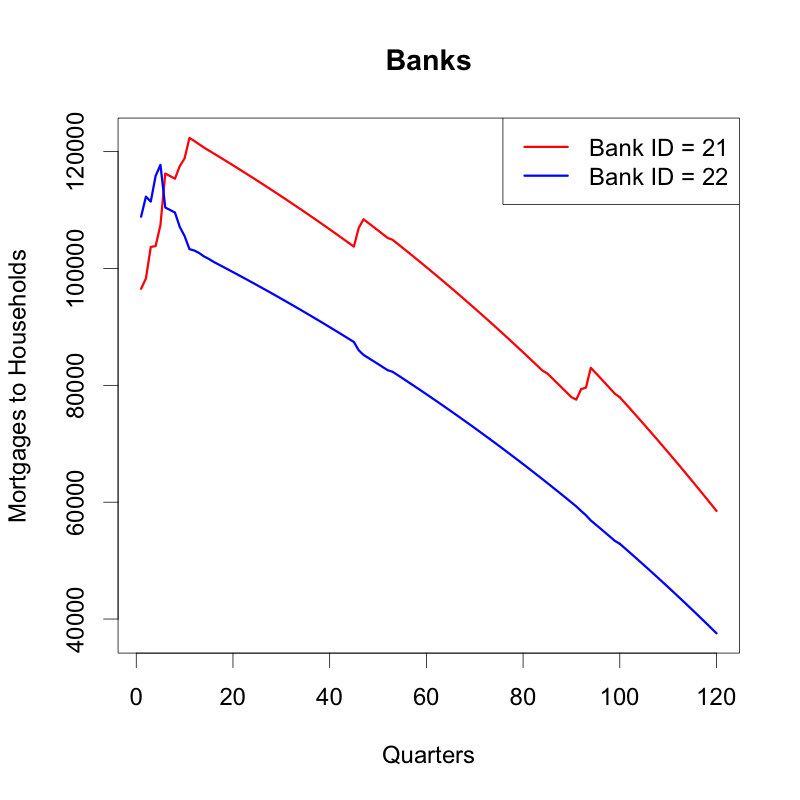 Banks
Bank ID = 21
Bank ID = 22
Mortgages to Households
120000
100000
80000
60000
40000
0 20 40 60 80 100 120
Quarters